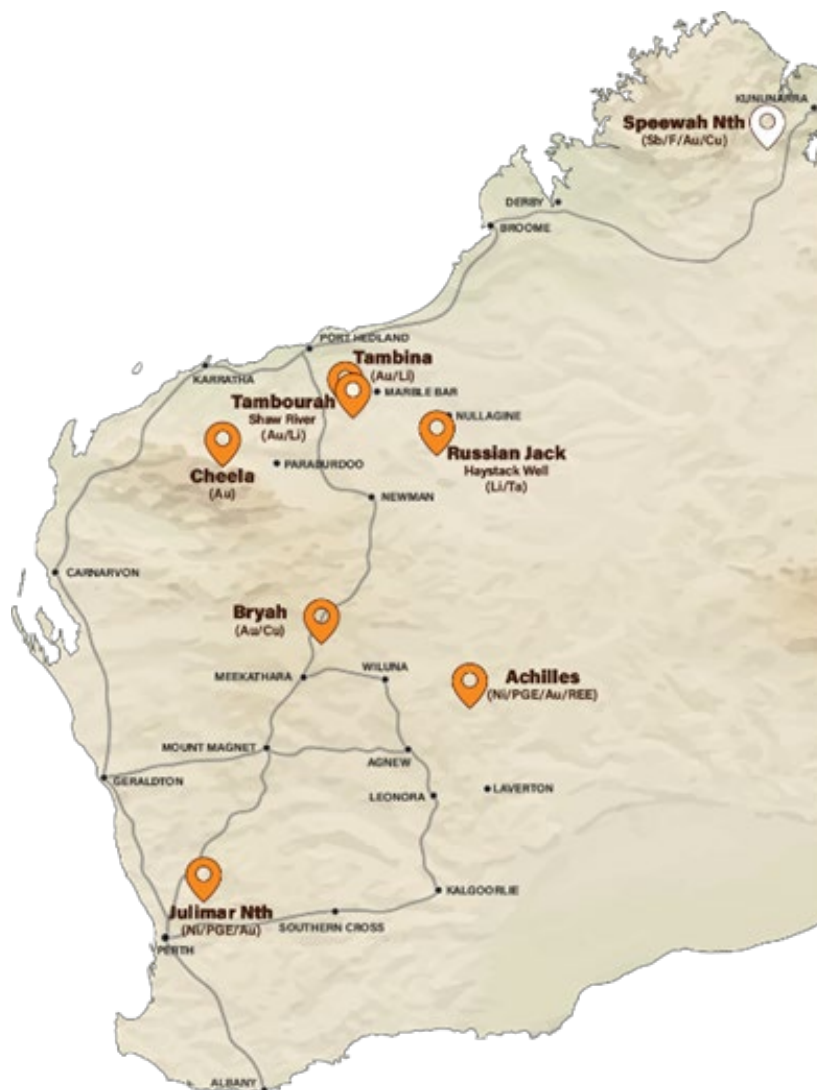 KUNUNARRA
Speewah Nth
(Sb/F/Au/Cu)
DERBY
BROOME
PORT HEDLAND
KARRATHA
Tambina
(Au/Li)
MARBLE BAR
Tambourah
Shaw River
(Au/Li)
NULLAGINE
Russian Jack
Haystack Well
(Li/Ta)
PARABURDOO
Cheela
(Au)
NEWMAN
CARNARVON
Bryah
(Au/Cu)
MEEKATHARA
WILUNA
Achilles
(Ni/PGE/Au/REE)
MOUNT MAGNET
AGNEW
GERALDTON
LEONORA
LAVERTON
KALGOORLIE
Julimar Nth
(Ni/PGE/Au)
SOUTHERN CROSS
PERTH
ALBANY